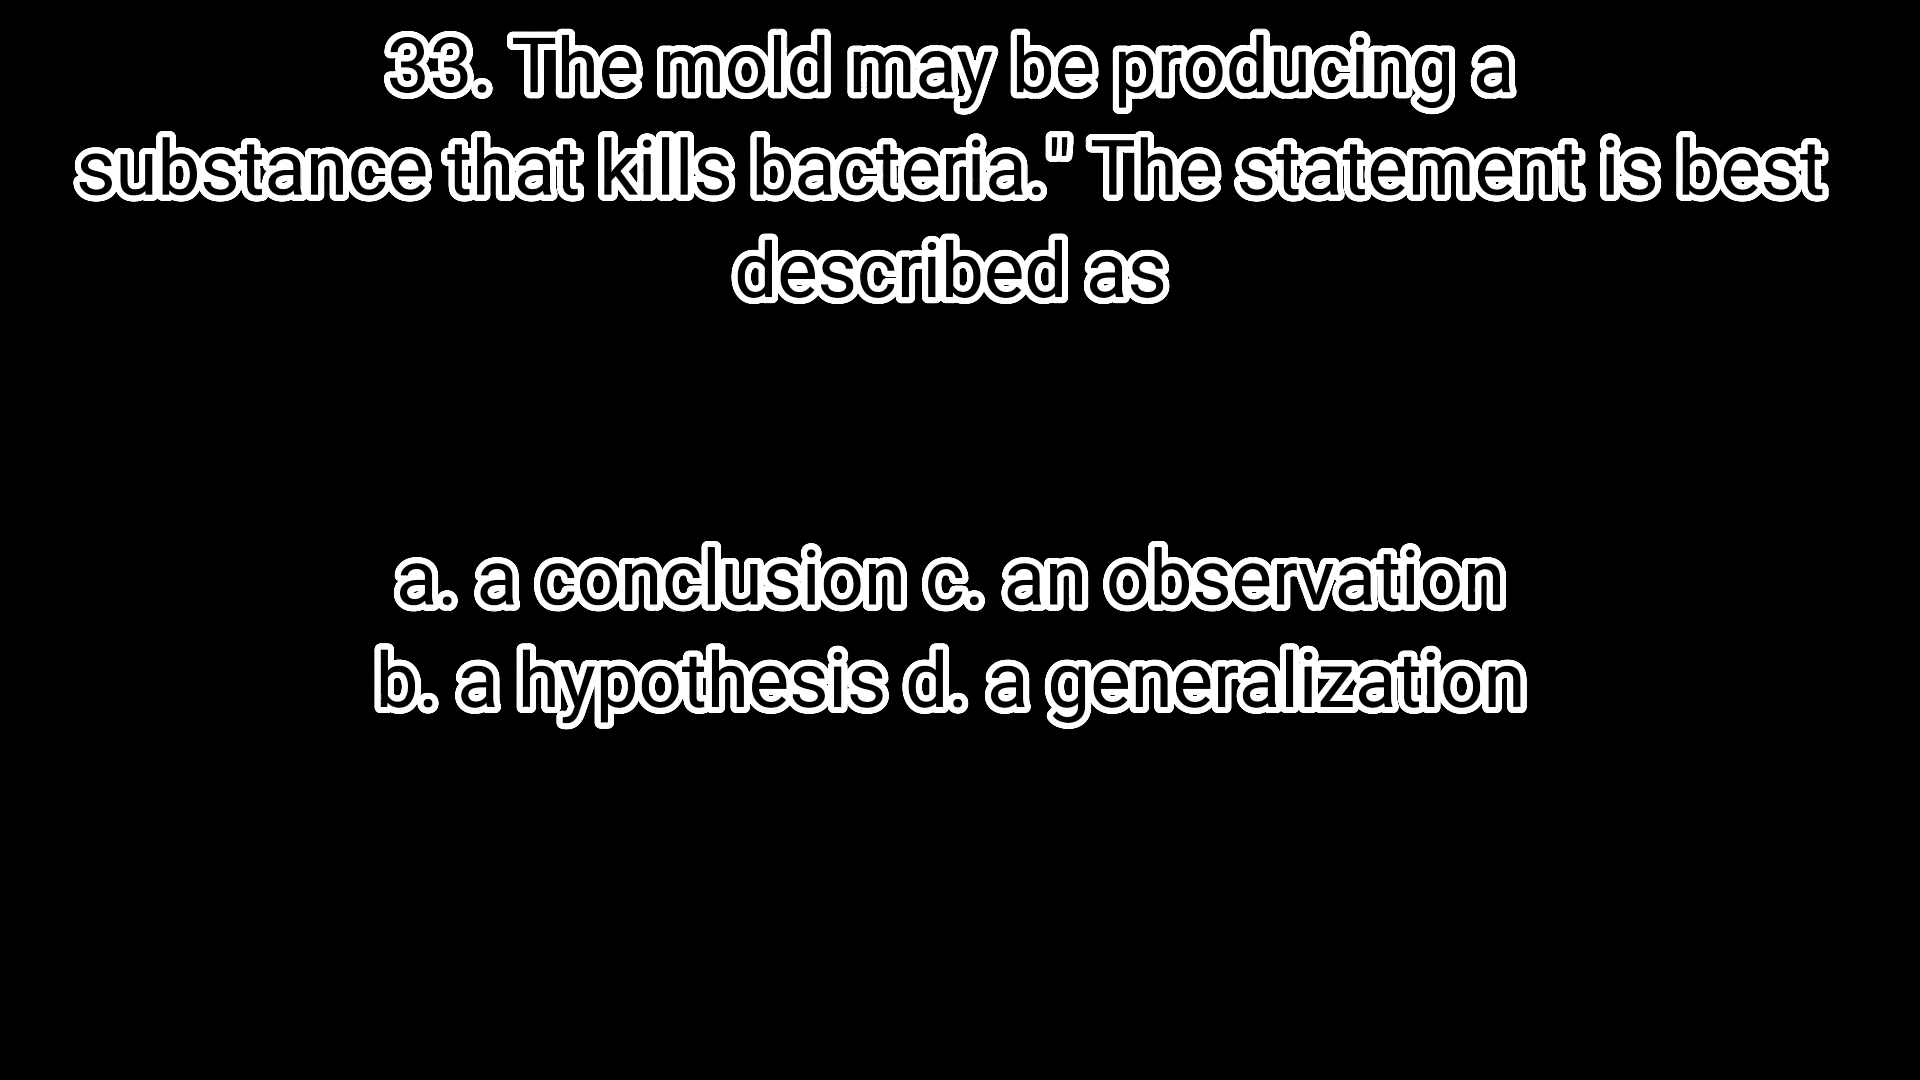 33. The mold may be producing a
substance that kills bacteria." The statement is best
described as
a. a conclusion c. an observation
b. a hypothesis d. a generalization